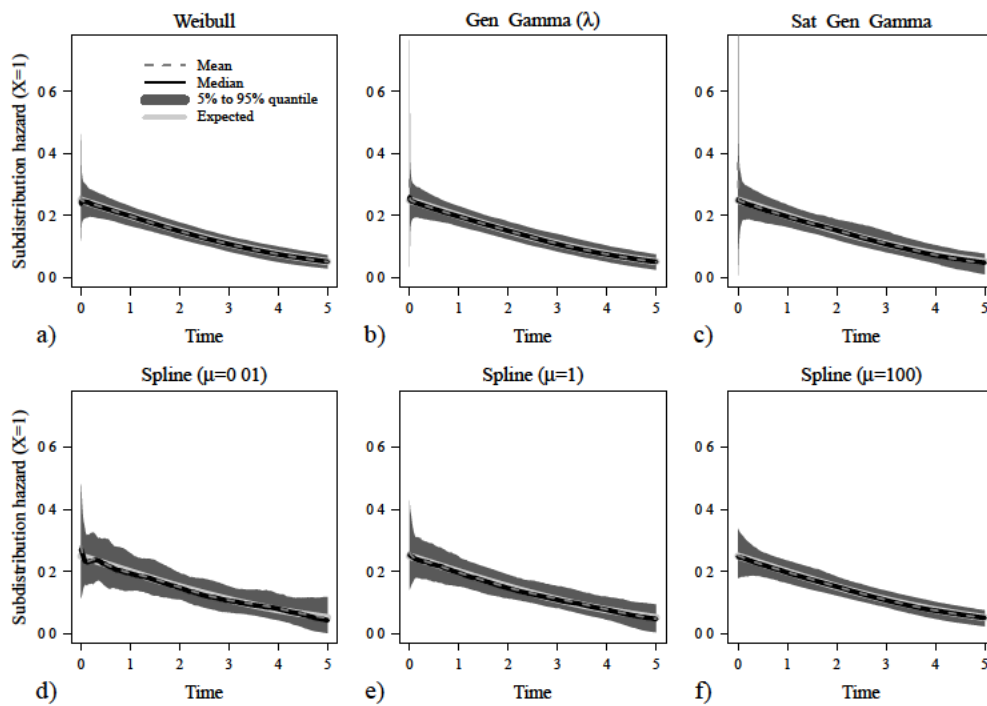 Weibull
Gen Gamma (λ)
Sat Gen Gamma
Subdistribution hazard (X=1)
0 6
0 4
0 2
0 0
Mean
Median
5% to 95% quantile
Expected
0 1 2 3 4 5
Time
a)
0 6
0 4
0 2
0 0
0 1 2 3 4 5
Time
b)
0 6
0 4
0 2
0 0
0 1 2 3 4 5
Time
c)
Spline (μ=0 01)
Spline (μ=1)
Spline (μ=100)
Subdistribution hazard (X=1)
0 6
0 4
0 2
0 0
0 1 2 3 4 5
Time
d)
0 6
0 4
0 2
0 0
0 1 2 3 4 5
Time
e)
0 6
0 4
0 2
0 0
0 1 2 3 4 5
Time
f)